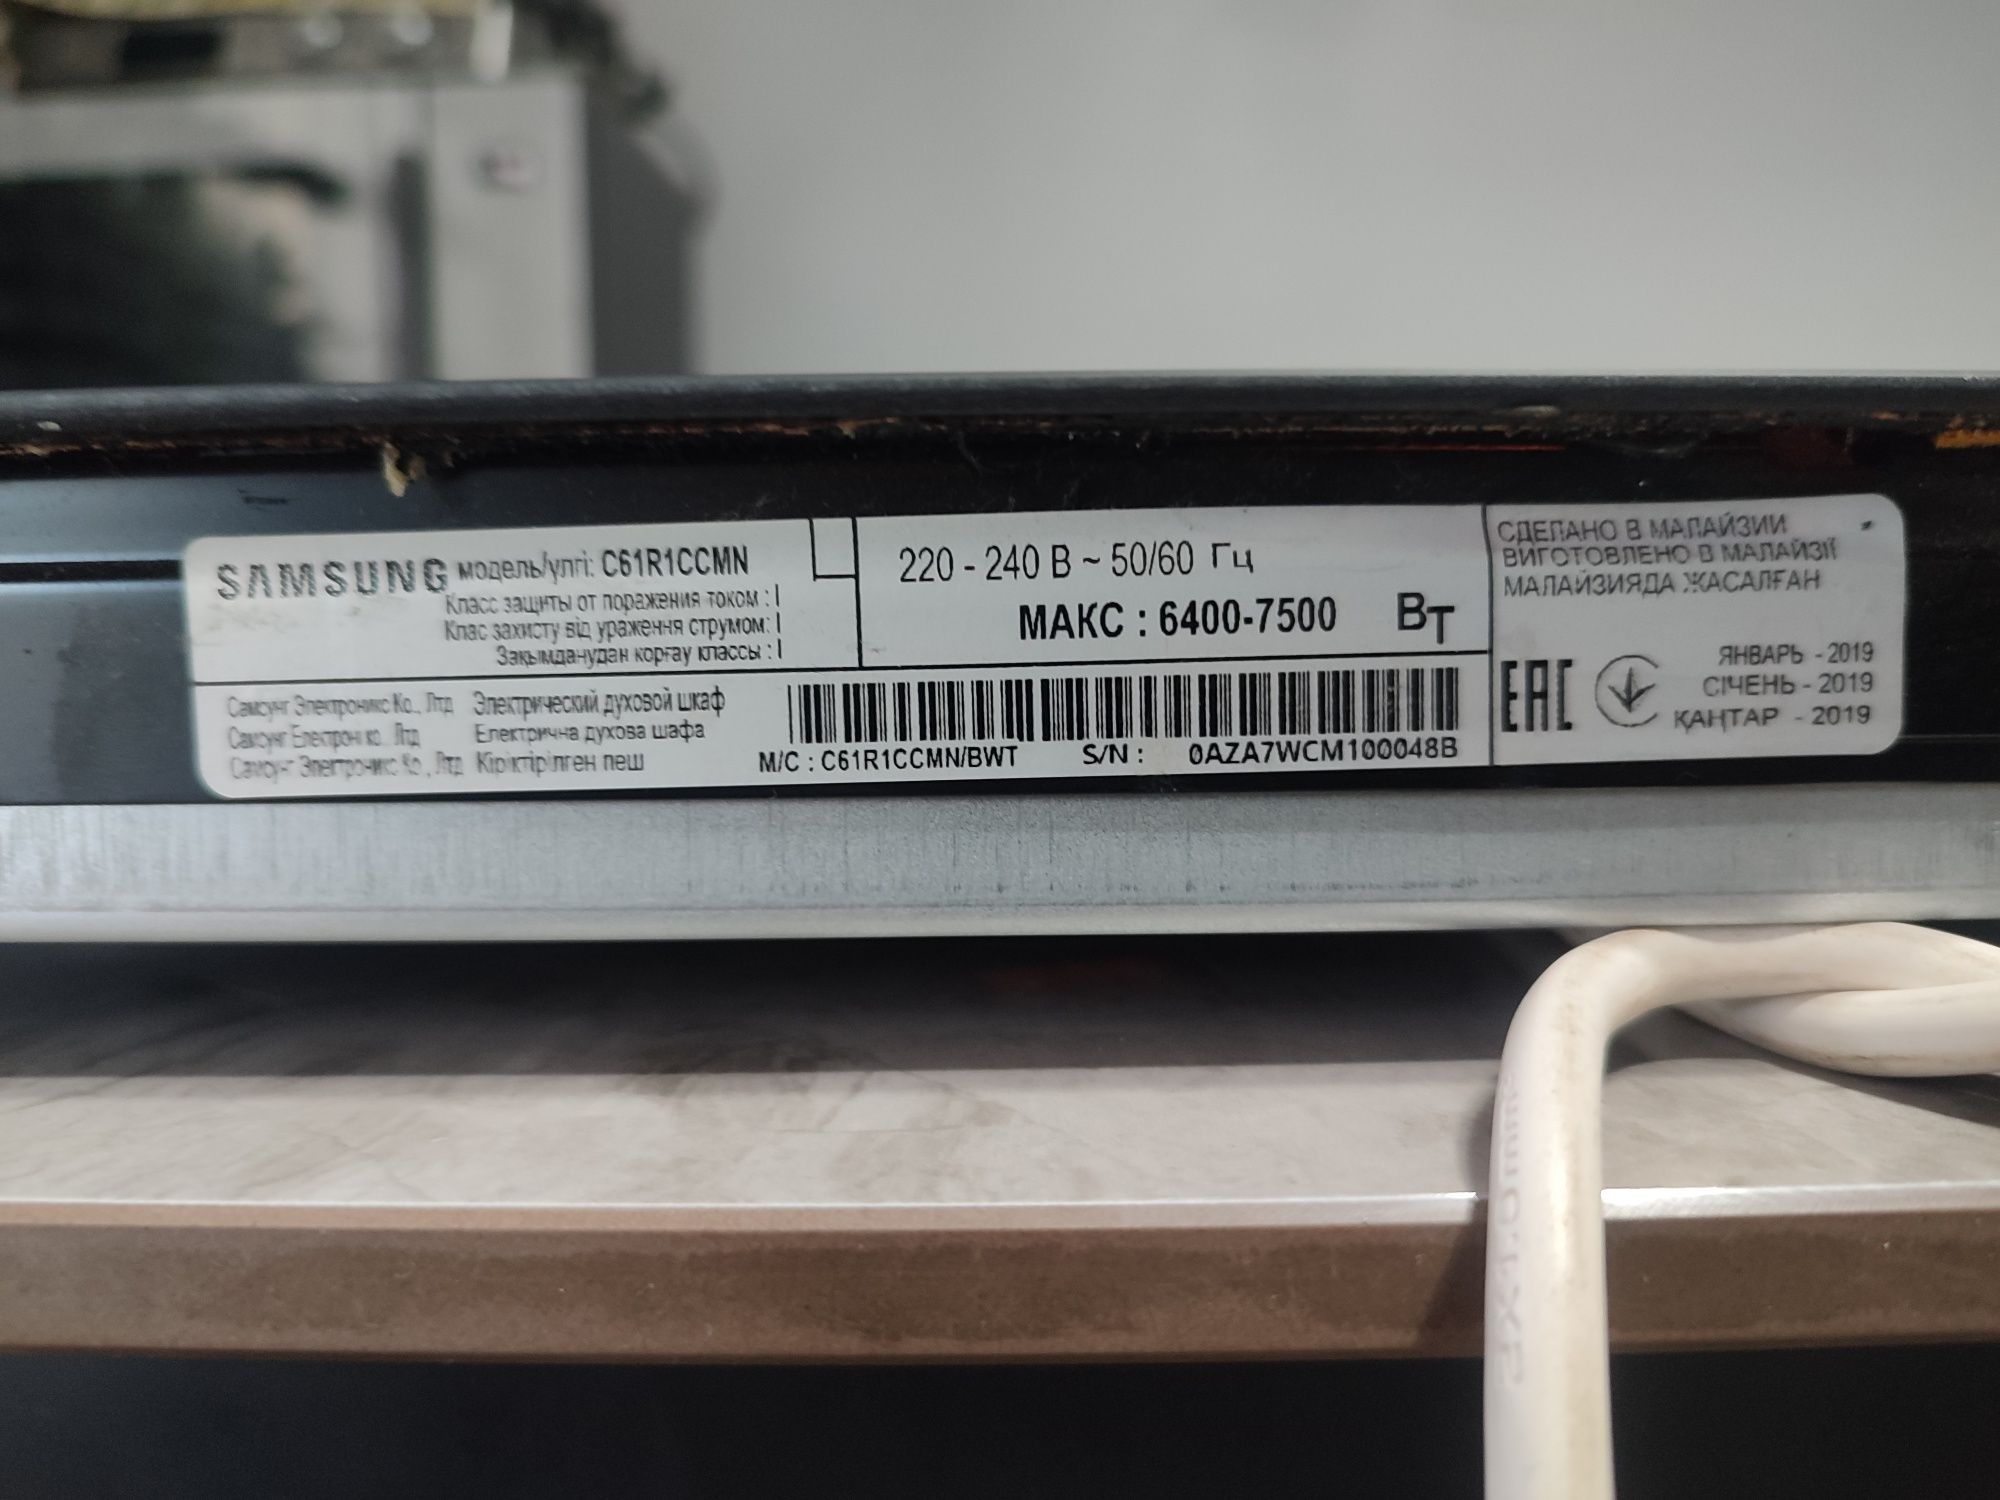 SAMSUNG модель/улгі: C61R1CCMN
Класс защиты от поражения током : I
Клас захисту від ураження струмом: I
Зақымданудан қорғау классы : I
220 - 240 В ~ 50/60 Гц
МАКС : 6400-7500 Вт
СДЕЛАНО В МАЛАЙЗИИ
ВИГОТОВЛЕНО В МАЛАЙЗІЇ
МАЛАЙЗИЯДА ЖАСАЛҒАН
EAC
ЯНВАРЬ - 2019
СІЧЕНЬ - 2019
ҚАҢТАР - 2019
Самсунг Электроникс Ко., Лтд Электрический духовой шкаф
Самсунг Електронікс Ко., Лтд Електрична духова шафа
Самсунг Электроникс Ко., Лтд Кіріктірілген пеш
M/C : C61R1CCMN/BWT S/N : 0AZA7WCM100048B